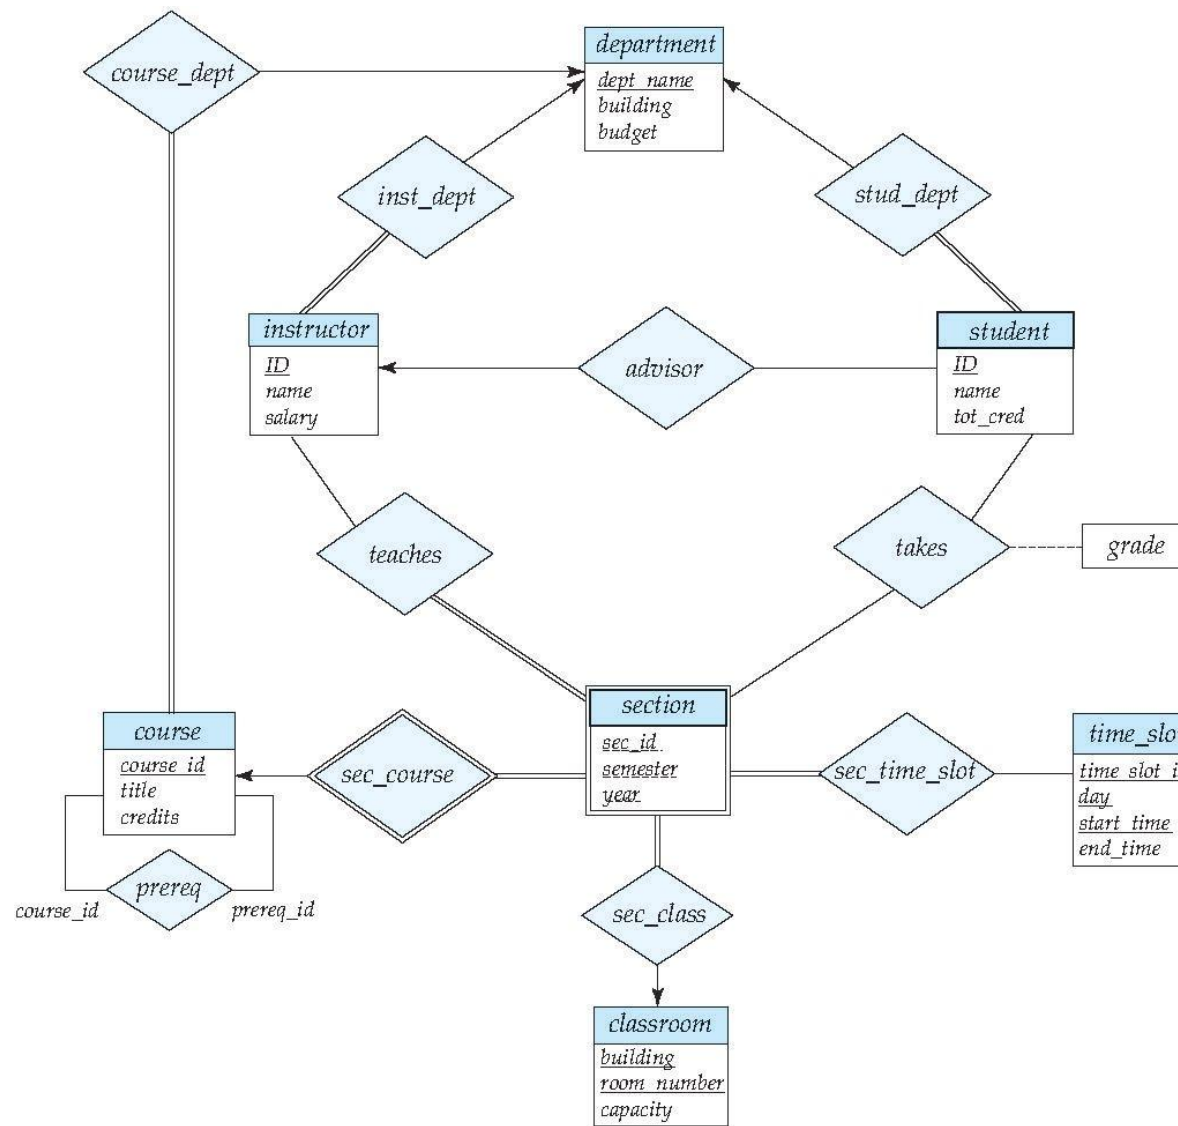 course_dept
department
dept_name
building
budget
inst_dept
stud_dept
instructor
ID
name
salary
advisor
student
ID
name
tot_cred
teaches
takes
grade
section
sec_id
semester
year
course
course_id
title
credits
sec_course
sec_time_slot
time_slo
time_slot_i
day
start_time
end_time
prereq
course_id
prereq_id
sec_class
classroom
building
room_number
capacity